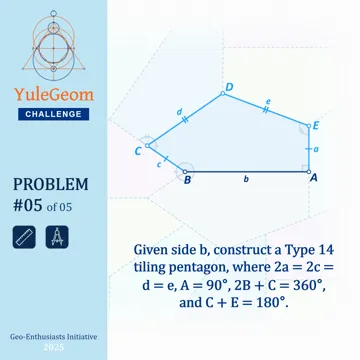 YuleGeom
CHALLENGE
PROBLEM
#05 of 05
Geo-Enthusiasts Initiative
2025
D
d
e
E
C
c
a
B
b
A
Given side b, construct a Type 14
tiling pentagon, where 2a = 2c =
d = e, A = 90°, 2B + C = 360°,
and C + E = 180°.